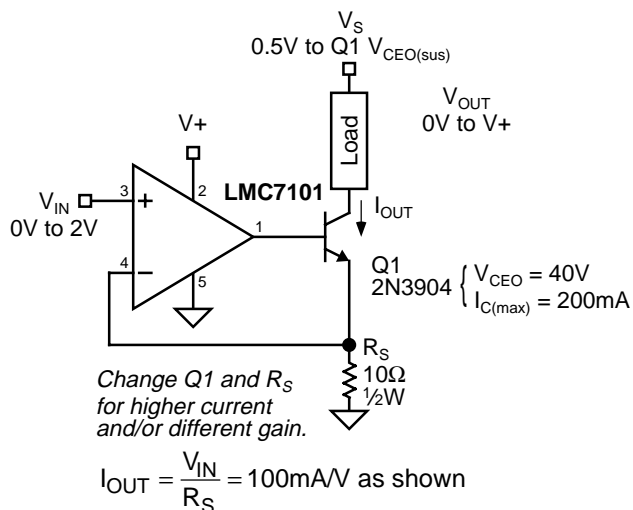 V_S
0.5V to Q1 V_CEO(sus)
V_OUT
0V to V+
V+
Load
LMC7101
V_IN
0V to 2V
3
+
2
1
I_OUT
4
−
5
Q1
2N3904
V_CEO = 40V
I_C(max) = 200mA
R_S
10Ω
½W
Change Q1 and R_S
for higher current
and/or different gain.
I_OUT = V_IN / R_S = 100mA/V as shown